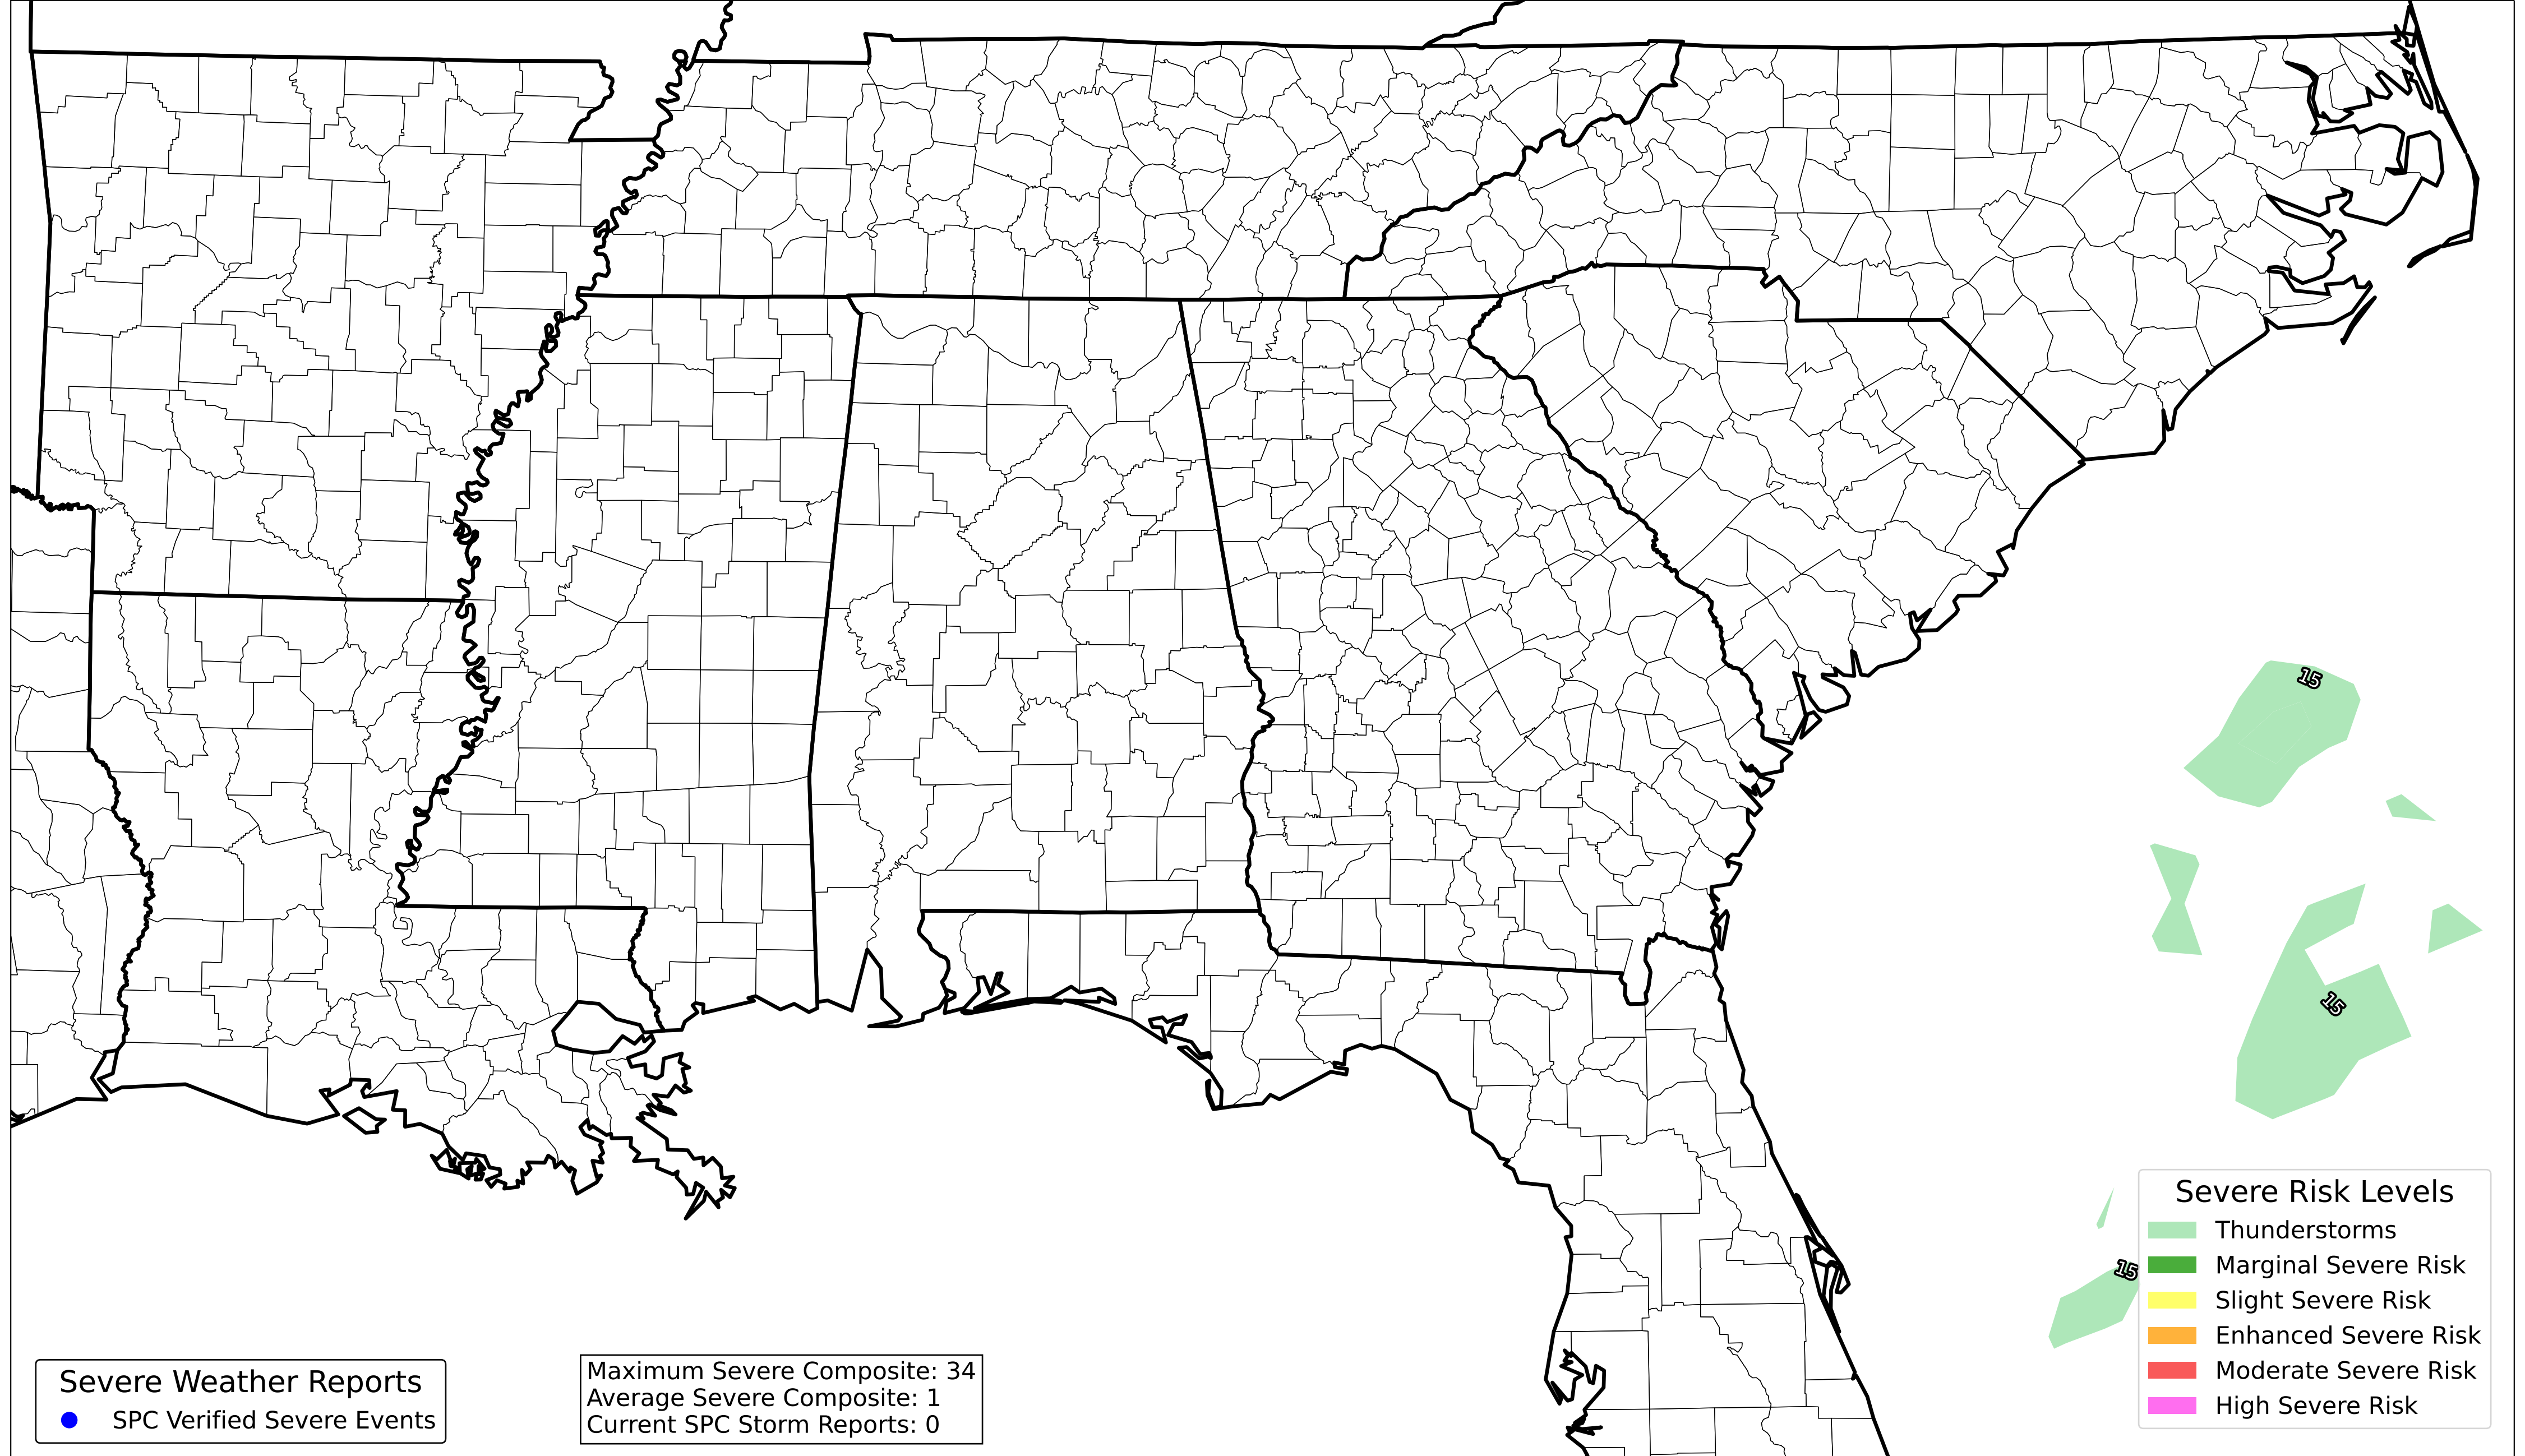 15
15
15
Severe Risk Levels
Thunderstorms
Marginal Severe Risk
Slight Severe Risk
Enhanced Severe Risk
Moderate Severe Risk
High Severe Risk
Severe Weather Reports
SPC Verified Severe Events
Maximum Severe Composite: 34
Average Severe Composite: 1
Current SPC Storm Reports: 0